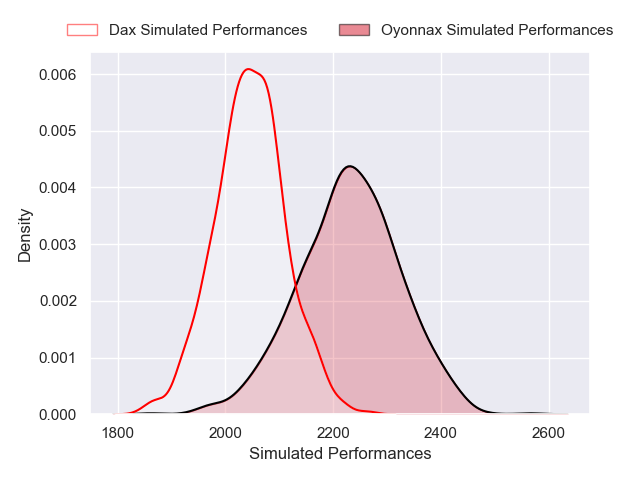 Dax Simulated Performances Oyonnax Simulated Performances
0.006
0.005
0.004
0.003
0.002
0.001
0.000
Density
1800 2000 2200 2400 2600
Simulated Performances